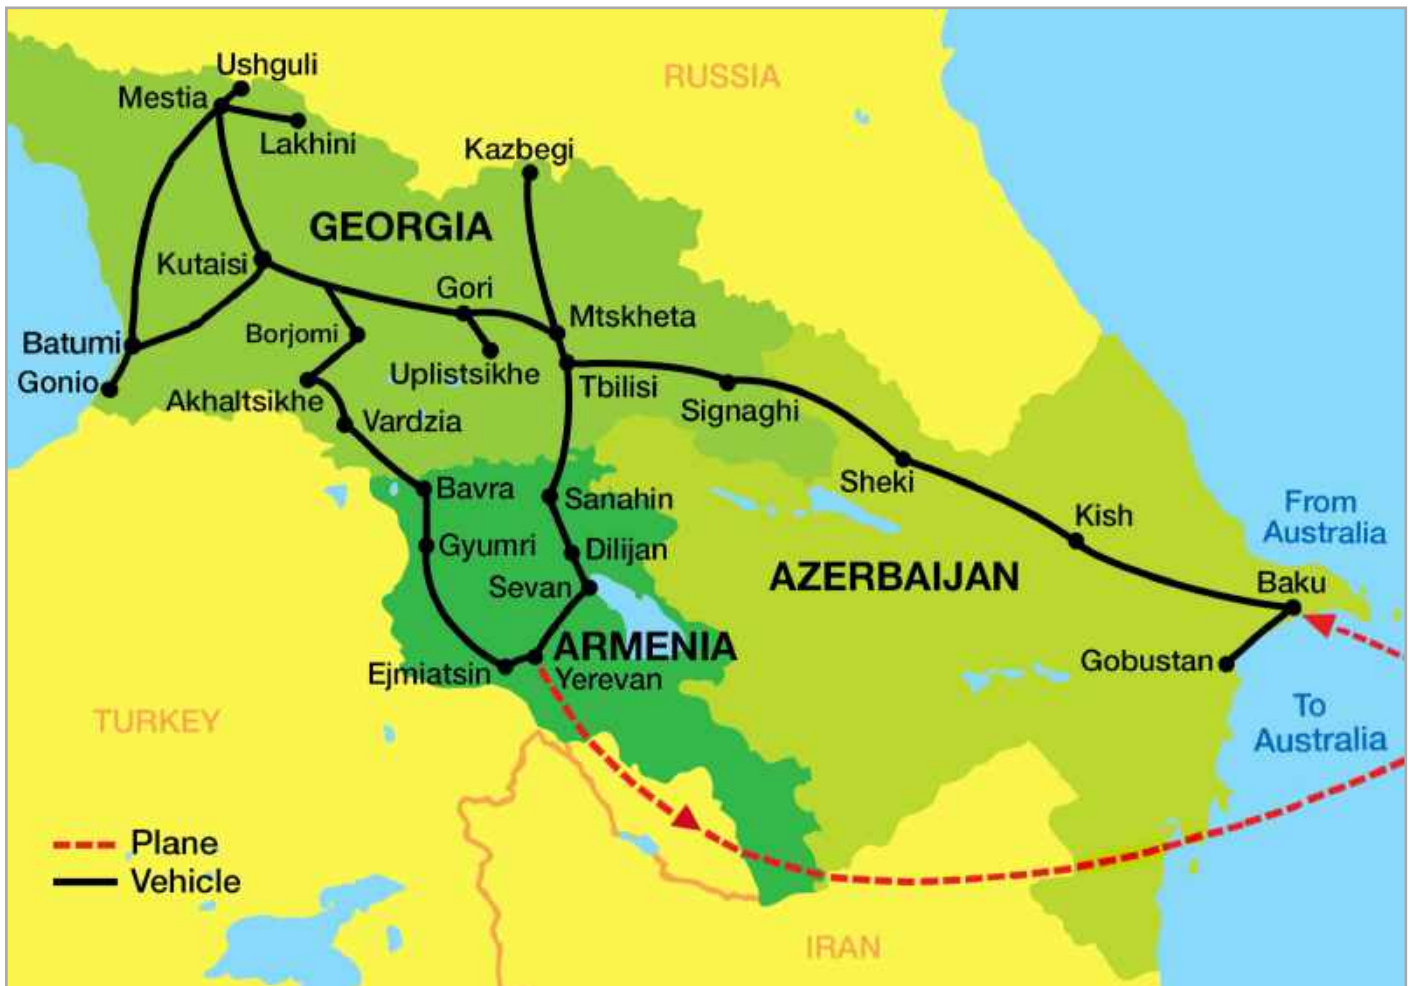 Ushguli
RUSSIA
Mestia
Lakhini
Kazbegi
GEORGIA
Kutaisi
Gori
Mtskheta
Batumi
Borjomi
Gonio
Uplistsikhe
Tbilisi
Akhaltsikhe
Signaghi
Vardzia
Sheki
Bavra
Sanahin
From
Australia
Kish
Gyumri
Dilijan
AZERBAIJAN
Sevan
Baku
ARMENIA
Gobustan
Ejmiatsin
Yerevan
TURKEY
To
Australia
Plane
Vehicle
IRAN